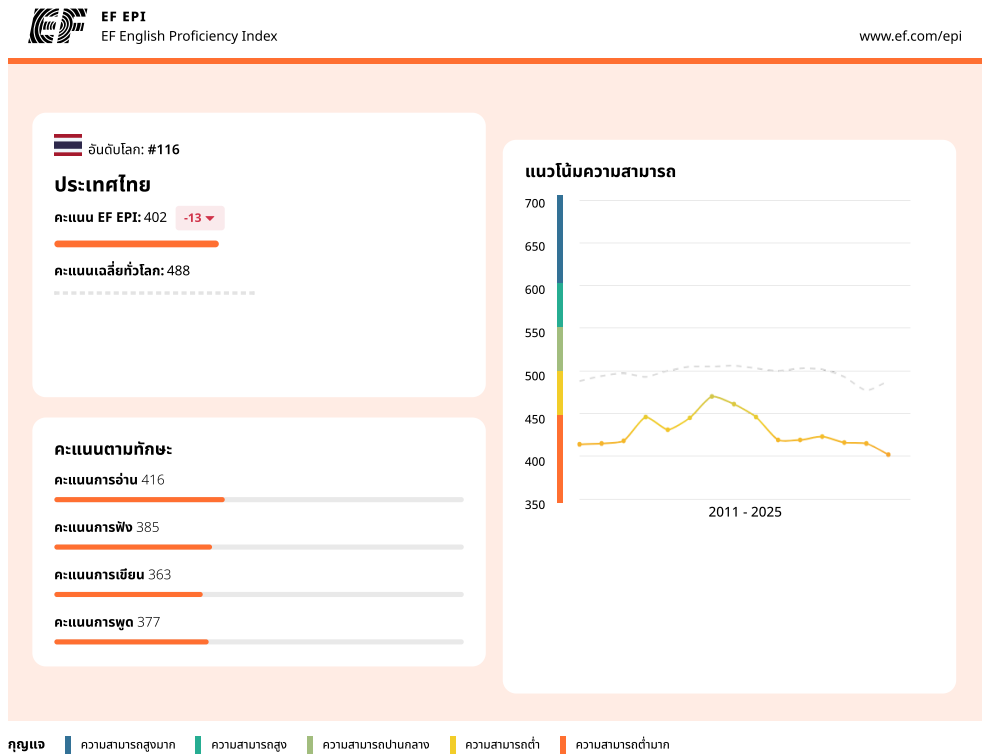 EF
EF EPI
EF English Proficiency Index
www.ef.com/epi
อันดับโลก: #116
ประเทศไทย
คะแนน EF EPI: 402 -13
คะแนนเฉลี่ยทั่วโลก: 488
คะแนนตามทักษะ
คะแนนการอ่าน 416
คะแนนการฟัง 385
คะแนนการเขียน 363
คะแนนการพูด 377
แนวโน้มความสามารถ
700
650
600
550
500
450
400
350
2011 - 2025
กุญแจ
ความสามารถสูงมาก
ความสามารถสูง
ความสามารถปานกลาง
ความสามารถต่ำ
ความสามารถต่ำมาก